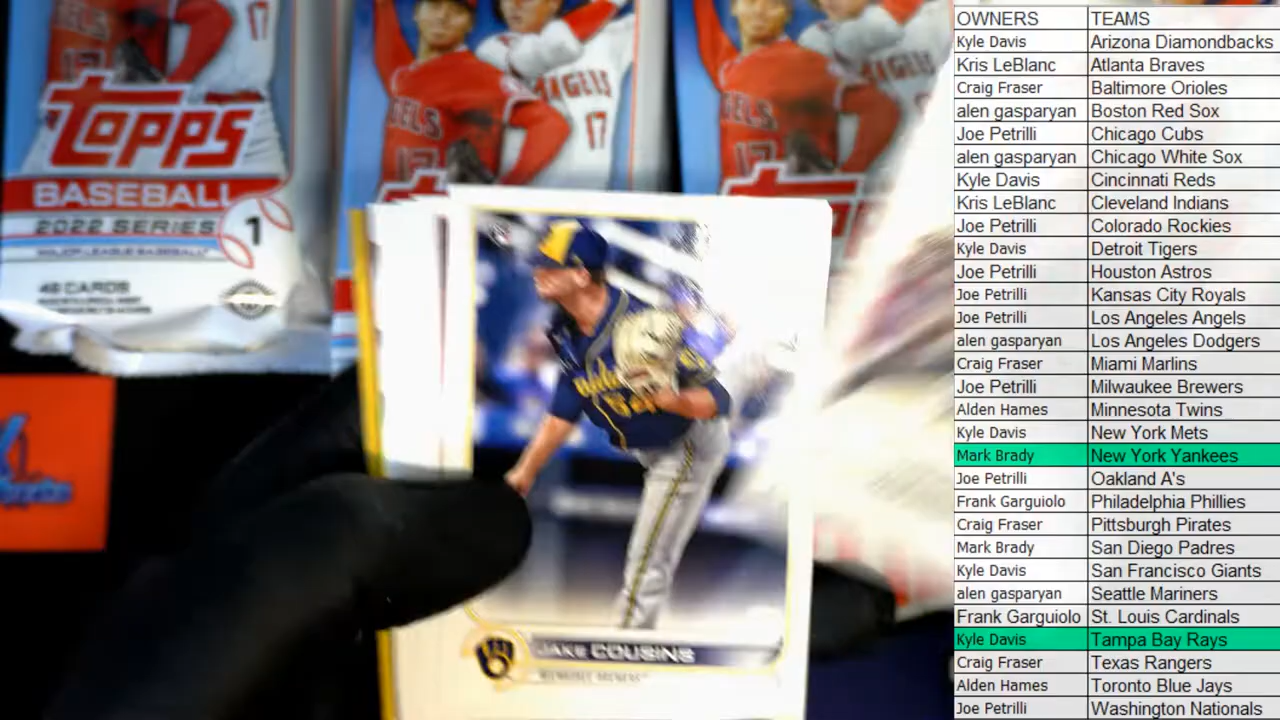 TOPPS
BASEBALL
2022 SERIES 1
MAJOR LEAGUE BASEBALL
46 CARDS
17
ANGELS
17
JAKE COUSINS
MILWAUKEE BREWERS
OWNERS TEAMS
Kyle Davis Arizona Diamondbacks
Kris LeBlanc Atlanta Braves
Craig Fraser Baltimore Orioles
alen gasparyan Boston Red Sox
Joe Petrilli Chicago Cubs
alen gasparyan Chicago White Sox
Kyle Davis Cincinnati Reds
Kris LeBlanc Cleveland Indians
Joe Petrilli Colorado Rockies
Kyle Davis Detroit Tigers
Joe Petrilli Houston Astros
Joe Petrilli Kansas City Royals
Joe Petrilli Los Angeles Angels
alen gasparyan Los Angeles Dodgers
Craig Fraser Miami Marlins
Joe Petrilli Milwaukee Brewers
Alden Hames Minnesota Twins
Kyle Davis New York Mets
Mark Brady New York Yankees
Joe Petrilli Oakland A's
Frank Garguiolo Philadelphia Phillies
Craig Fraser Pittsburgh Pirates
Mark Brady San Diego Padres
Kyle Davis San Francisco Giants
alen gasparyan Seattle Mariners
Frank Garguiolo St. Louis Cardinals
Kyle Davis Tampa Bay Rays
Craig Fraser Texas Rangers
Alden Hames Toronto Blue Jays
Joe Petrilli Washington Nationals